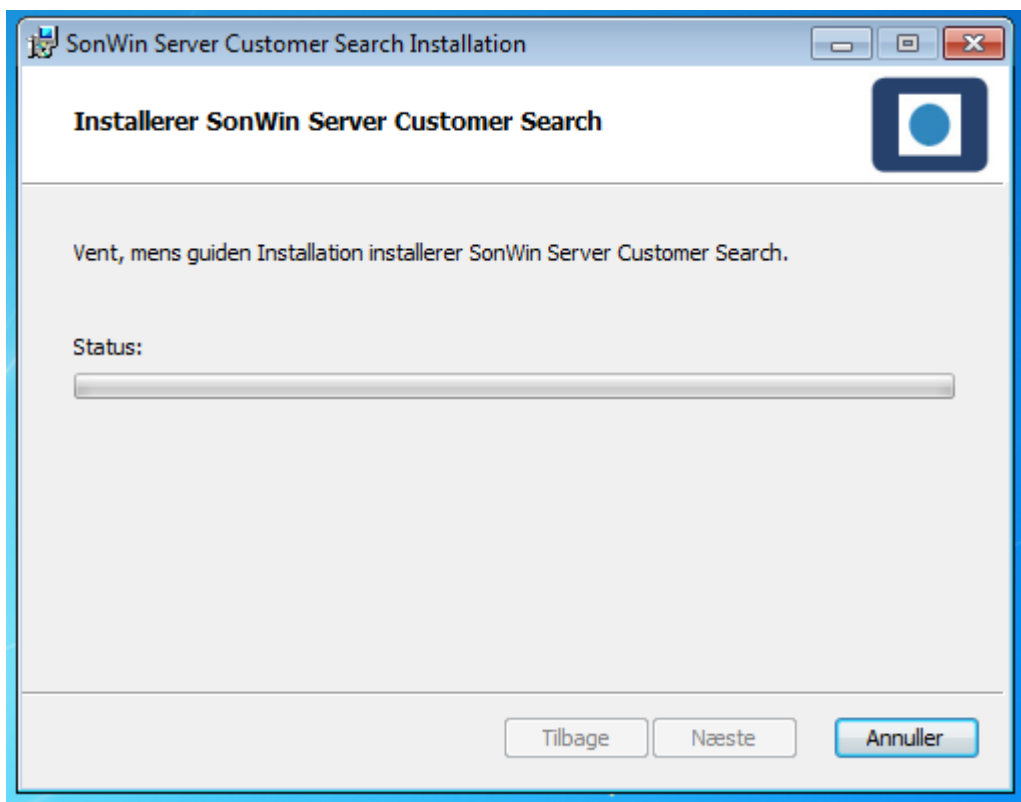 SonWin Server Customer Search Installation
Installerer SonWin Server Customer Search
Vent, mens guiden Installation installerer SonWin Server Customer Search.
Status:
Tilbage
Næste
Annuller